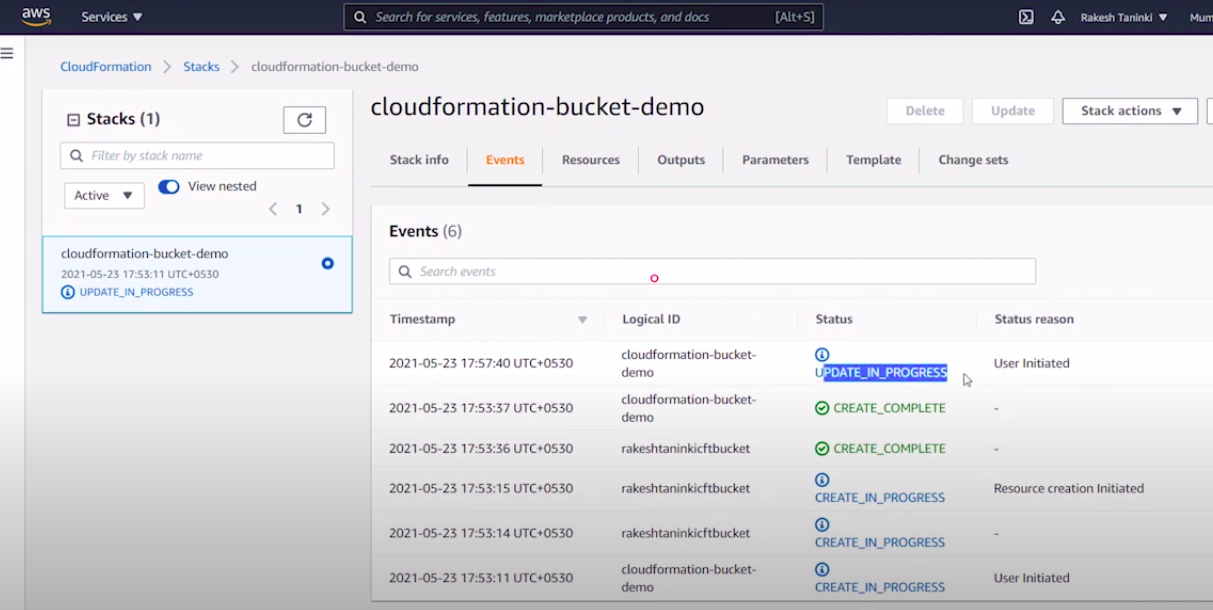 aws
Services ▼
Search for services, features, marketplace products, and docs [Alt+S]
Rakesh Taninki ▼
Mum
CloudFormation > Stacks > cloudformation-bucket-demo
Stacks (1)
Filter by stack name
Active ▼
View nested
< 1 >
cloudformation-bucket-demo
2021-05-23 17:53:11 UTC+0530
UPDATE_IN_PROGRESS
cloudformation-bucket-demo
Delete
Update
Stack actions ▼
Stack info
Events
Resources
Outputs
Parameters
Template
Change sets
Events (6)
Search events
Timestamp Logical ID Status Status reason
2021-05-23 17:57:40 UTC+0530
cloudformation-bucket-
demo
UPDATE_IN_PROGRESS
User Initiated
2021-05-23 17:53:37 UTC+0530
cloudformation-bucket-
demo
CREATE_COMPLETE
-
2021-05-23 17:53:36 UTC+0530
rakeshtaninkicftbucket
CREATE_COMPLETE
-
2021-05-23 17:53:15 UTC+0530
rakeshtaninkicftbucket
CREATE_IN_PROGRESS
Resource creation Initiated
2021-05-23 17:53:14 UTC+0530
rakeshtaninkicftbucket
CREATE_IN_PROGRESS
-
2021-05-23 17:53:11 UTC+0530
cloudformation-bucket-
demo
CREATE_IN_PROGRESS
User Initiated